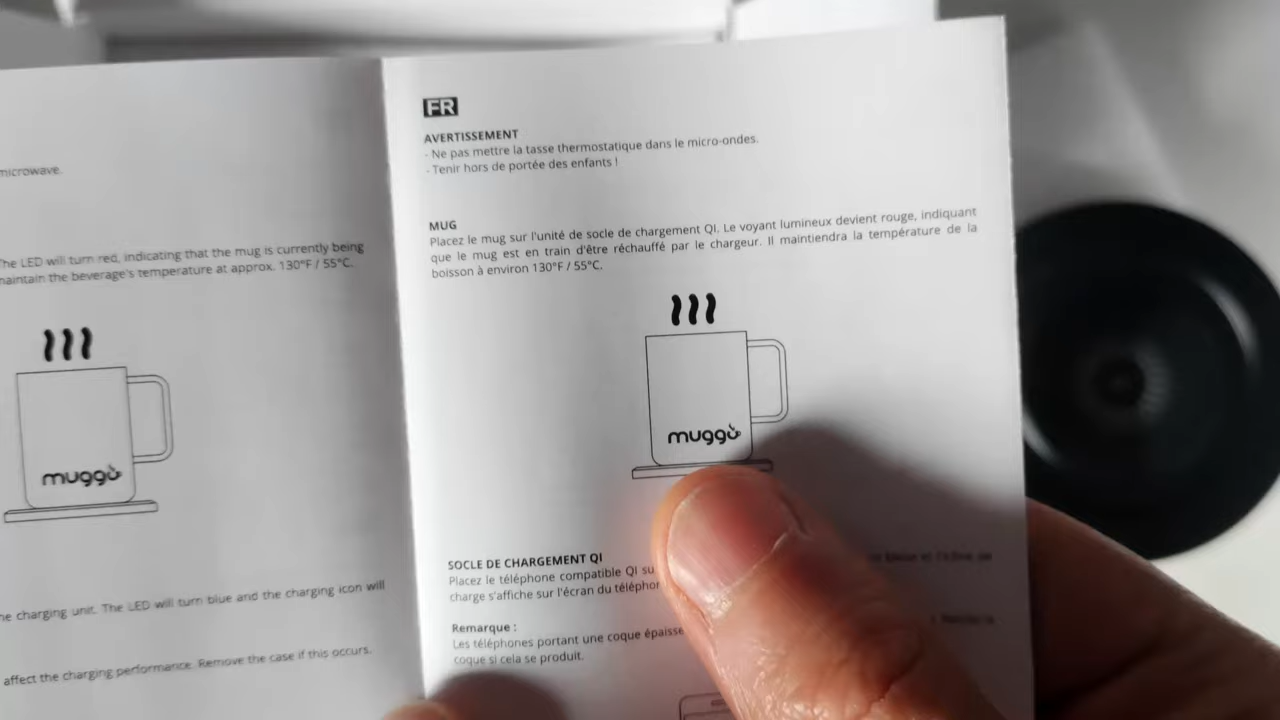 microwave.
The LED will turn red, indicating that the mug is currently being
maintain the beverage's temperature at approx. 130°F / 55°C.
muggo
charging unit. The LED will turn blue and the charging icon will
affect the charging performance. Remove the case if this occurs.
FR
AVERTISSEMENT
- Ne pas mettre la tasse thermostatique dans le micro-ondes.
- Tenir hors de portée des enfants !
MUG
Placez le mug sur l'unité de socle de chargement QI. Le voyant lumineux devient rouge, indiquant
que le mug est en train d'être réchauffé par le chargeur. Il maintiendra la température de la
boisson à environ 130°F / 55°C.
muggo
SOCLE DE CHARGEMENT QI
Placez le téléphone compatible QI
charge s'affiche sur l'écran du
Remarque :
Les téléphones portant une coque
coque si cela se produit.